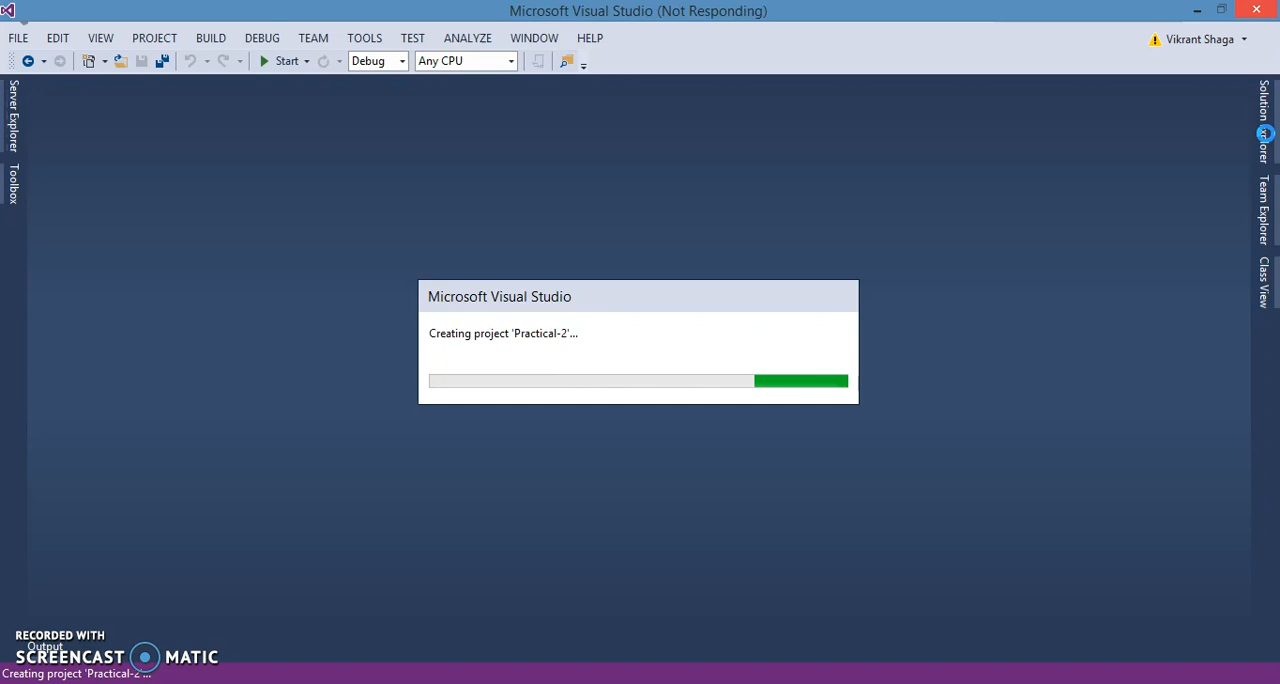 Microsoft Visual Studio (Not Responding)
FILE EDIT VIEW PROJECT BUILD DEBUG TEAM TOOLS TEST ANALYZE WINDOW HELP
Vikrant Shaga
Start Debug Any CPU
Server Explorer
Toolbox
Solution Explorer
Team Explorer
Class View
Microsoft Visual Studio
Creating project 'Practical-2'...
RECORDED WITH
Output
SCREENCAST MATIC
Creating project 'Practical-2'...